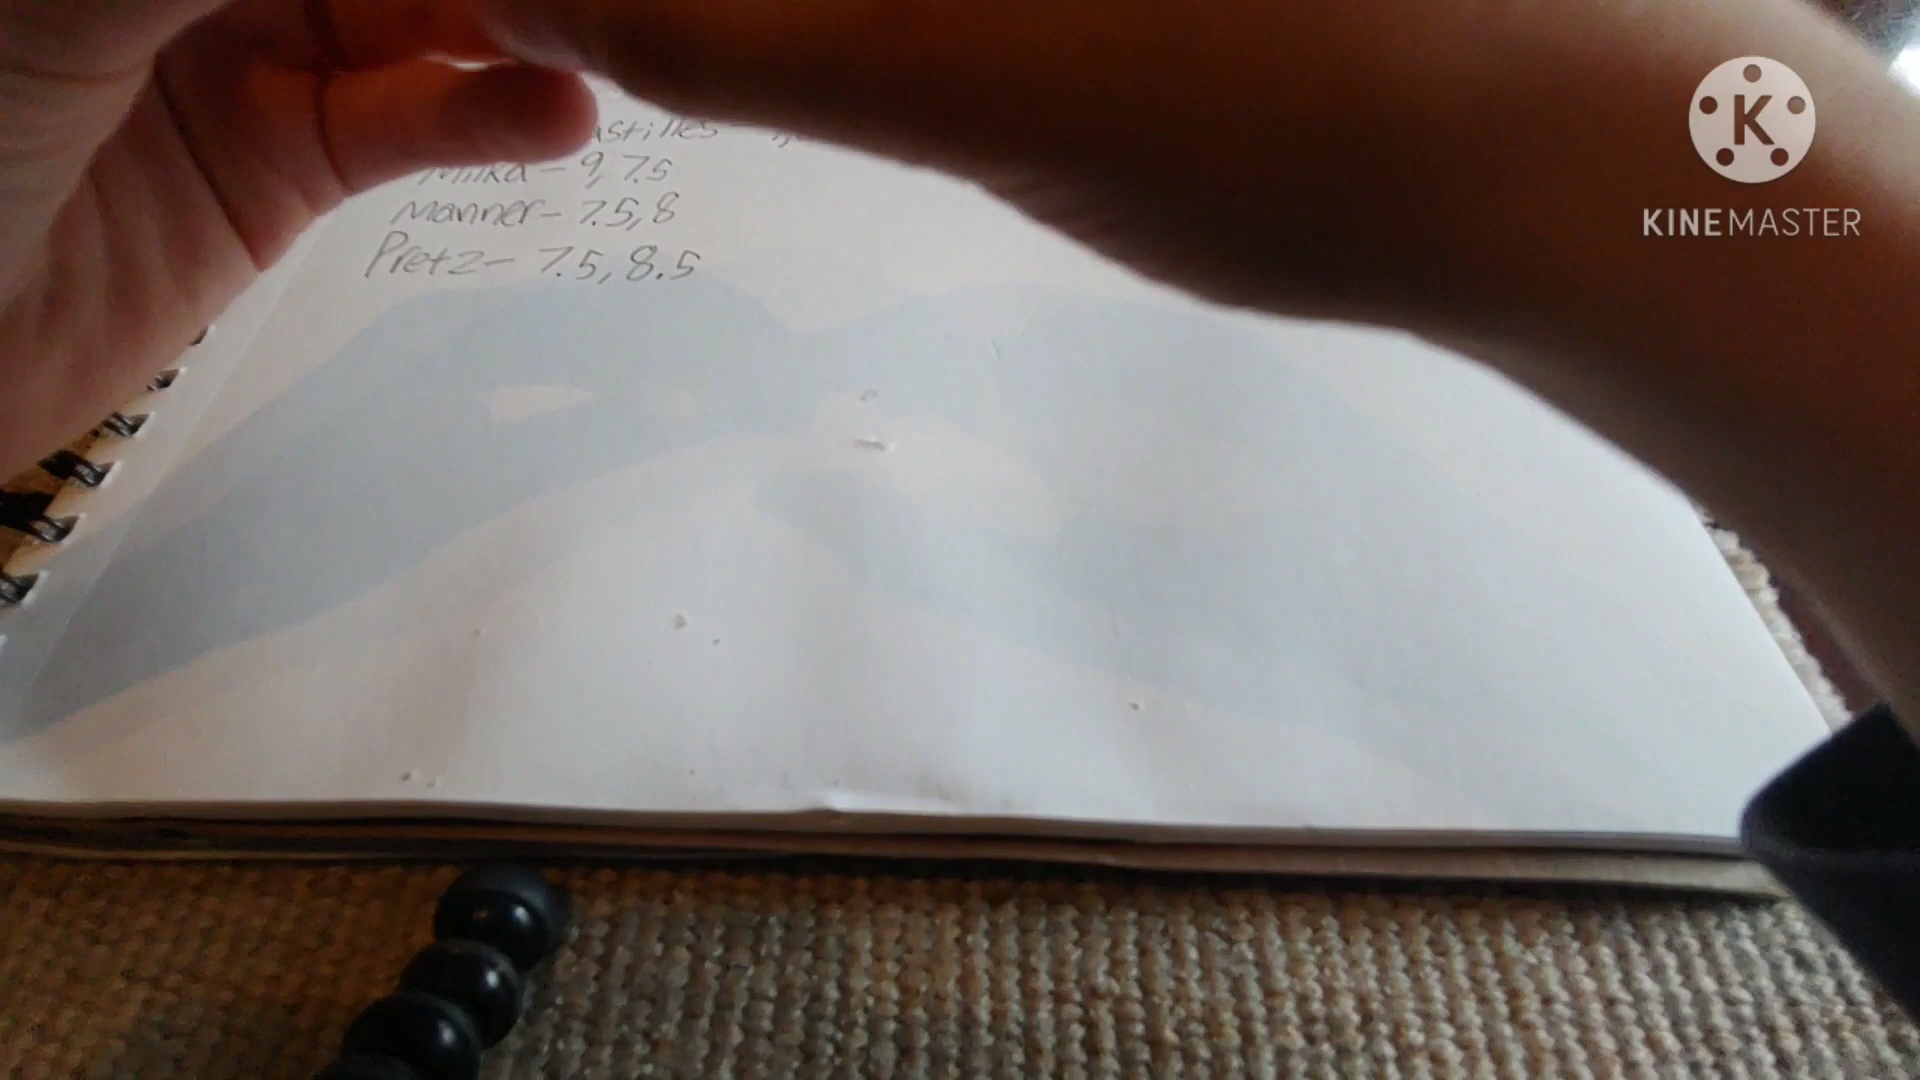 Milka - 9, 7.5
Manner - 7.5, 8
Pretz - 7.5, 8.5
K
KINEMASTER